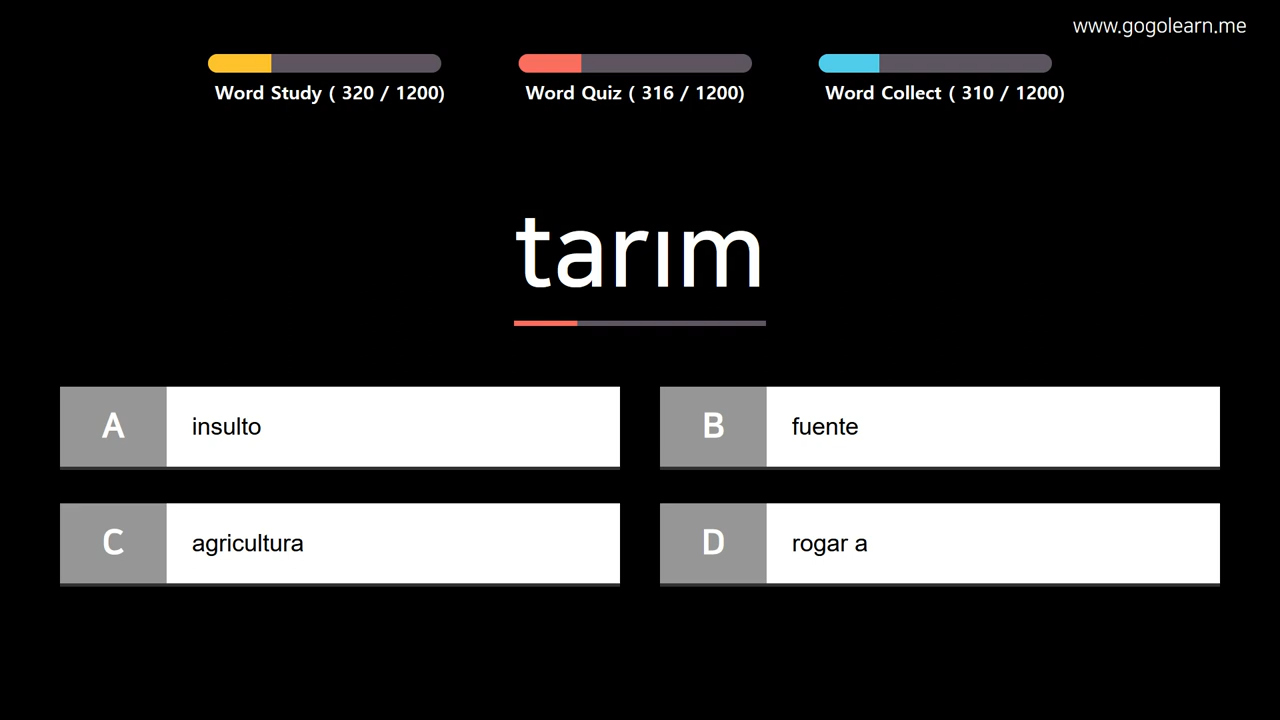 www.gogolearn.me
Word Study ( 320 / 1200)
Word Quiz ( 316 / 1200)
Word Collect ( 310 / 1200)
tarım
A insulto
B fuente
C agricultura
D rogar a